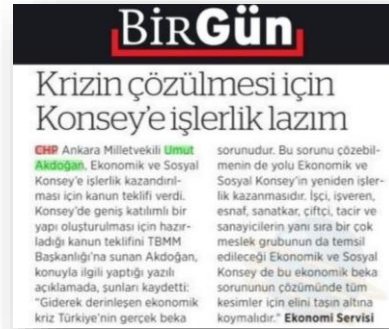 BİRGün
Krizin çözülmesi için
Konsey'e işlerlik lazım
CHP Ankara Milletvekili Umut
Akdoğan, Ekonomik ve Sosyal
Konsey'e işlerlik kazandırıl-
ması için kanun teklifi verdi.
Konsey'de geniş katılımlı bir
yapı oluşturulması için hazır-
ladığı kanun teklifini TBMM
Başkanlığı'na sunan Akdoğan,
konuyla ilgili yaptığı yazılı
açıklamada, şunları kaydetti:
"Giderek derinleşen ekonomik
kriz Türkiye'nin gerçek beka
sorunudur. Bu sorunu çözebil-
menin de yolu Ekonomik ve
Sosyal Konsey'in yeniden işler-
lik kazanmasıdır. İşçi, işveren,
esnaf, sanatkar, çiftçi, tacir ve
sanayicilerin yanı sıra bir çok
meslek grubunun da temsil
edileceği Ekonomik ve Sosyal
Konsey de bu ekonomik beka
sorununun çözümünde tüm
kesimler için elini taşın altına
koymalıdır." Ekonomi Servisi